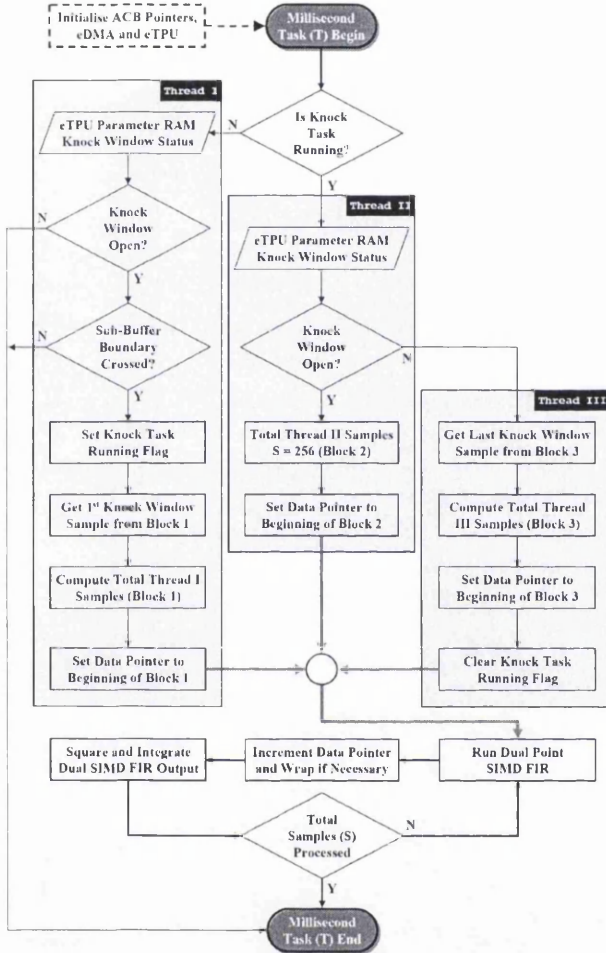 Initialise ACB Pointers,
eDMA and eTPU
Millisecond
Task (T) Begin
Thread I
eTPU Parameter RAM
Knock Window Status
N
Is Knock
Task
Running?
Y
Thread II
eTPU Parameter RAM
Knock Window Status
N
Knock
Window
Open?
Y
N
Sub-Buffer
Boundary
Crossed?
Y
Knock
Window
Open?
N
Y
Thread III
Set Knock Task
Running Flag
Total Thread II Samples
S = 256 (Block 2)
Get Last Knock Window
Sample from Block 3
Get 1st Knock Window
Sample from Block 1
Set Data Pointer to
Beginning of Block 2
Compute Total Thread
III Samples (Block 3)
Compute Total Thread I
Samples (Block 1)
Set Data Pointer to
Beginning of Block 3
Set Data Pointer to
Beginning of Block 1
Clear Knock Task
Running Flag
Square and Integrate
Dual SIMD FIR Output
Increment Data Pointer
and Wrap if Necessary
Run Dual Point
SIMD FIR
Total
Samples (S)
Processed
N
Y
Millisecond
Task (T) End